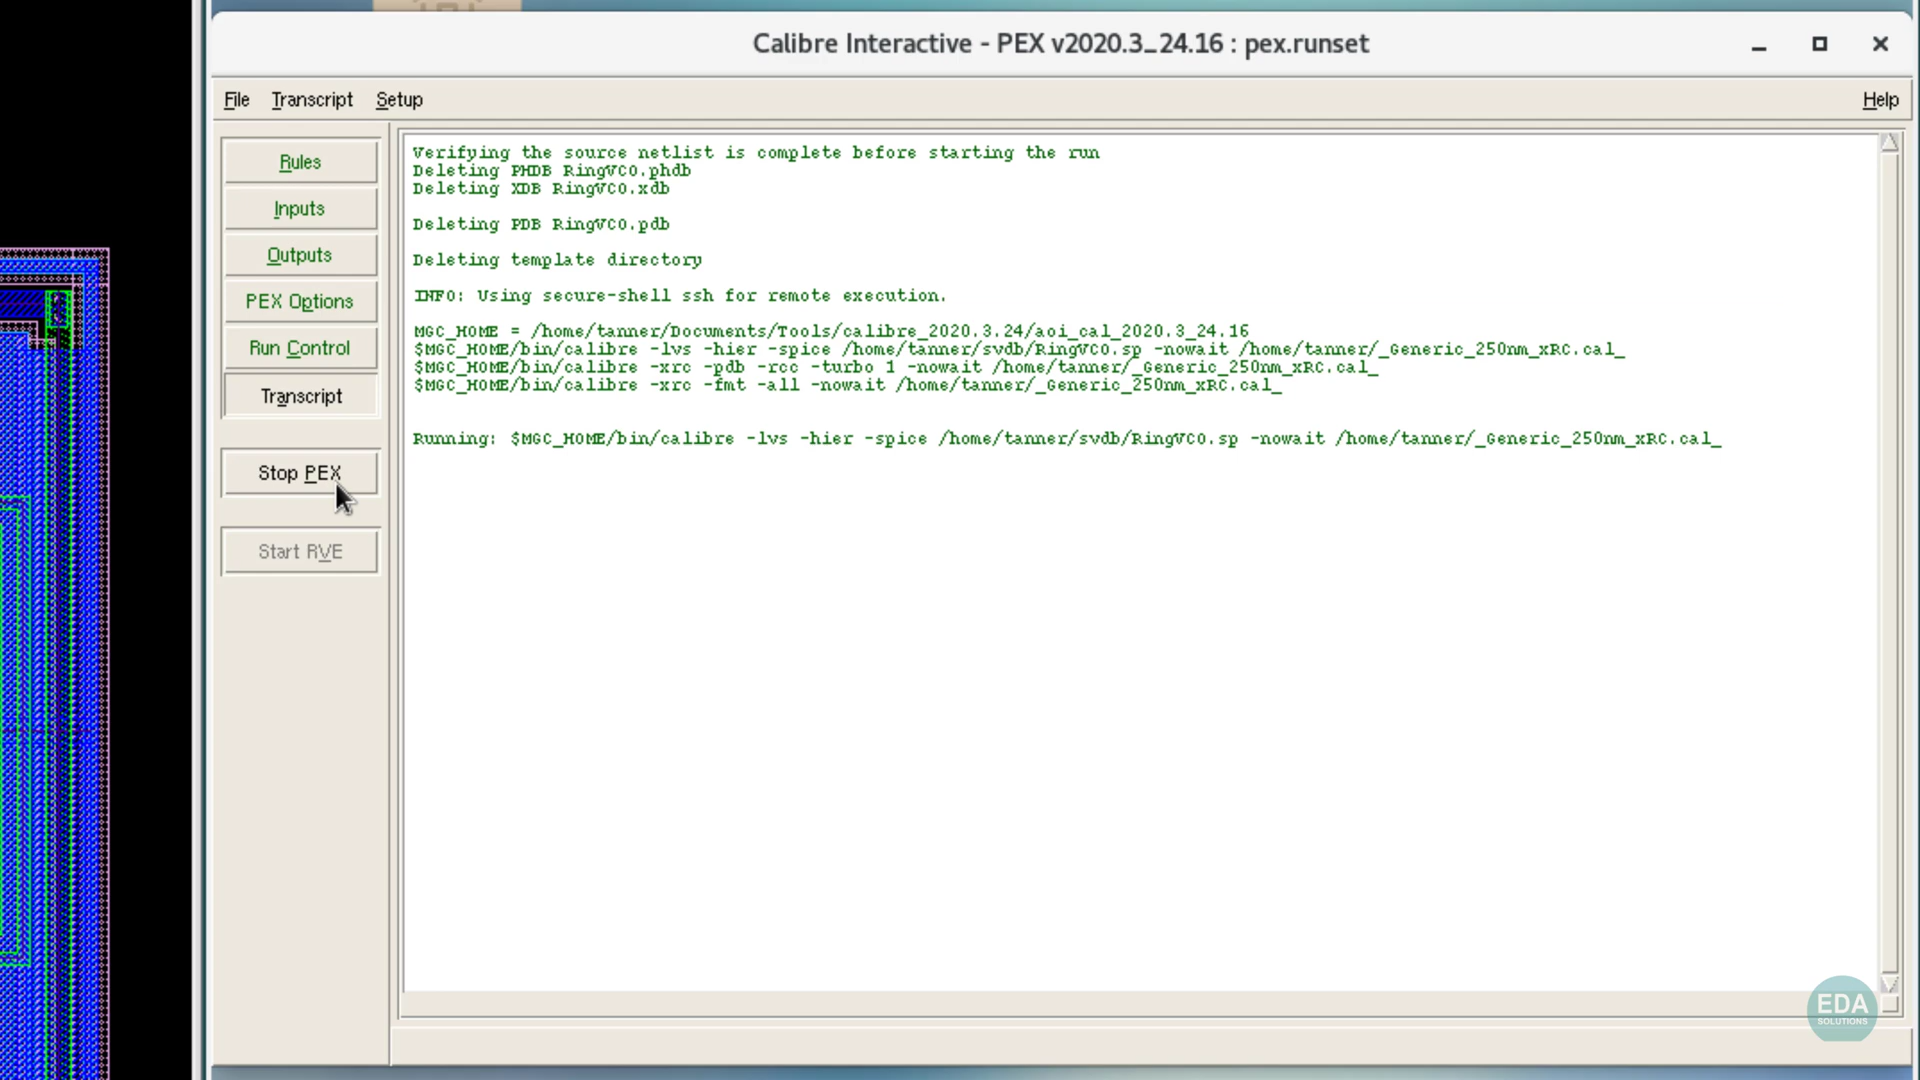 Calibre Interactive - PEX v2020.3_24.16 : pex.runset
File Transcript Setup Help
Rules
Inputs
Outputs
PEX Options
Run Control
Transcript
Stop PEX
Start RVE
Verifying the source netlist is complete before starting the run
Deleting PHDB RingVCO.phdb
Deleting XDB RingVCO.xdb
Deleting PDB RingVCO.pdb
Deleting template directory
INFO: Using secure-shell ssh for remote execution.
MGC_HOME = /home/tanner/Documents/Tools/calibre_2020.3.24/aoi_cal_2020.3_24.16
$MGC_HOME/bin/calibre -lvs -hier -spice /home/tanner/svdb/RingVCO.sp -nowait /home/tanner/_Generic_250nm_xRC.cal_
$MGC_HOME/bin/calibre -xrc -pdb -rcc -turbo 1 -nowait /home/tanner/_Generic_250nm_xRC.cal_
$MGC_HOME/bin/calibre -xrc -fmt -all -nowait /home/tanner/_Generic_250nm_xRC.cal_
Running: $MGC_HOME/bin/calibre -lvs -hier -spice /home/tanner/svdb/RingVCO.sp -nowait /home/tanner/_Generic_250nm_xRC.cal_
EDA
SOLUTIONS